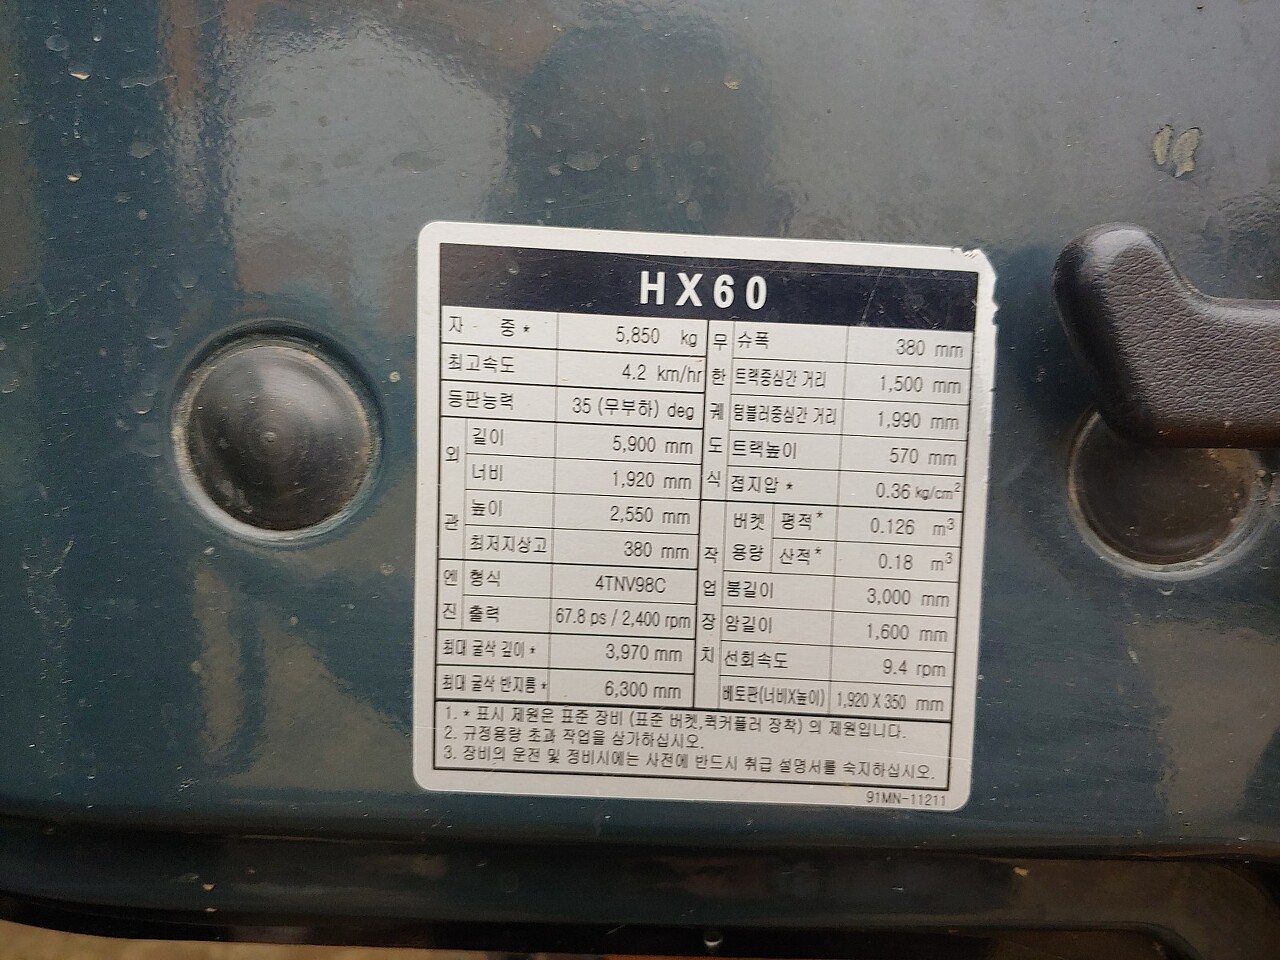 HX60
자 중* 5,850 kg
최고속도 4.2 km/hr
등판능력 35 (무부하) deg
외관
길이 5,900 mm
너비 1,920 mm
높이 2,550 mm
최저지상고 380 mm
엔진
형식 4TNV98C
출력 67.8 ps / 2,400 rpm
최대 굴삭 깊이* 3,970 mm
최대 굴삭 반지름* 6,300 mm
무한궤도식
슈폭 380 mm
트랙중심간 거리 1,500 mm
텀블러중심간 거리 1,990 mm
트랙높이 570 mm
접지압* 0.36 kg/cm²
작업장치
버켓용량
평적* 0.126 m³
산적* 0.18 m³
붐길이 3,000 mm
암길이 1,600 mm
선회속도 9.4 rpm
베토판(너비X높이) 1,920 X 350 mm
1. * 표시 제원은 표준 장비 (표준 버켓,퀵커플러 장착) 의 제원입니다.
2. 규정용량 초과 작업을 삼가하십시오.
3. 장비의 운전 및 정비시에는 사전에 반드시 취급 설명서를 숙지하십시오.
91MN-11211